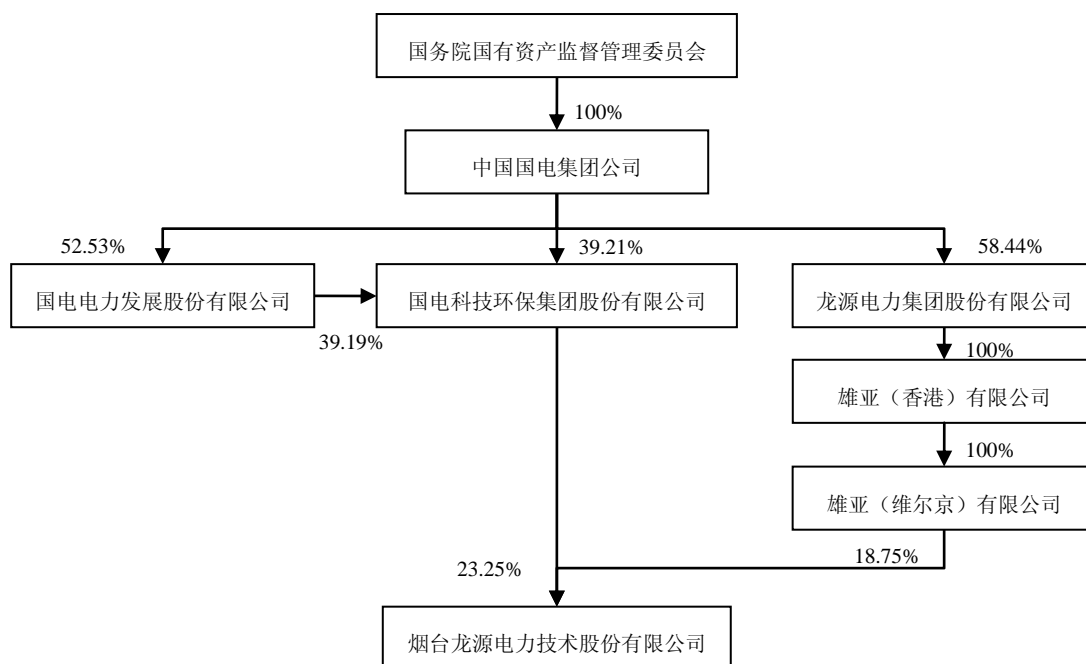 国务院国有资产监督管理委员会
100%
中国国电集团公司
52.53%
39.21%
58.44%
国电电力发展股份有限公司
国电科技环保集团股份有限公司
龙源电力集团股份有限公司
39.19%
100%
雄亚（香港）有限公司
100%
雄亚（维尔京）有限公司
23.25%
18.75%
烟台龙源电力技术股份有限公司